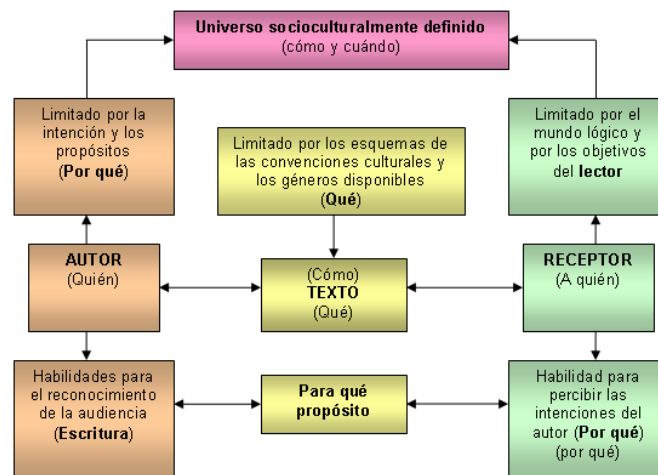 Universo socioculturalmente definido
(cómo y cuándo)
Limitado por la
intención y los
propósitos
(Por qué)
Limitado por los esquemas de
las convenciones culturales y
los géneros disponibles
(Qué)
Limitado por el
mundo lógico y
por los objetivos
del lector
AUTOR
(Quién)
(Cómo)
TEXTO
(Qué)
RECEPTOR
(A quién)
Habilidades para
el reconocimiento
de la audiencia
(Escritura)
Para qué
propósito
Habilidad para
percibir las
intenciones del
autor (Por qué)
(por qué)